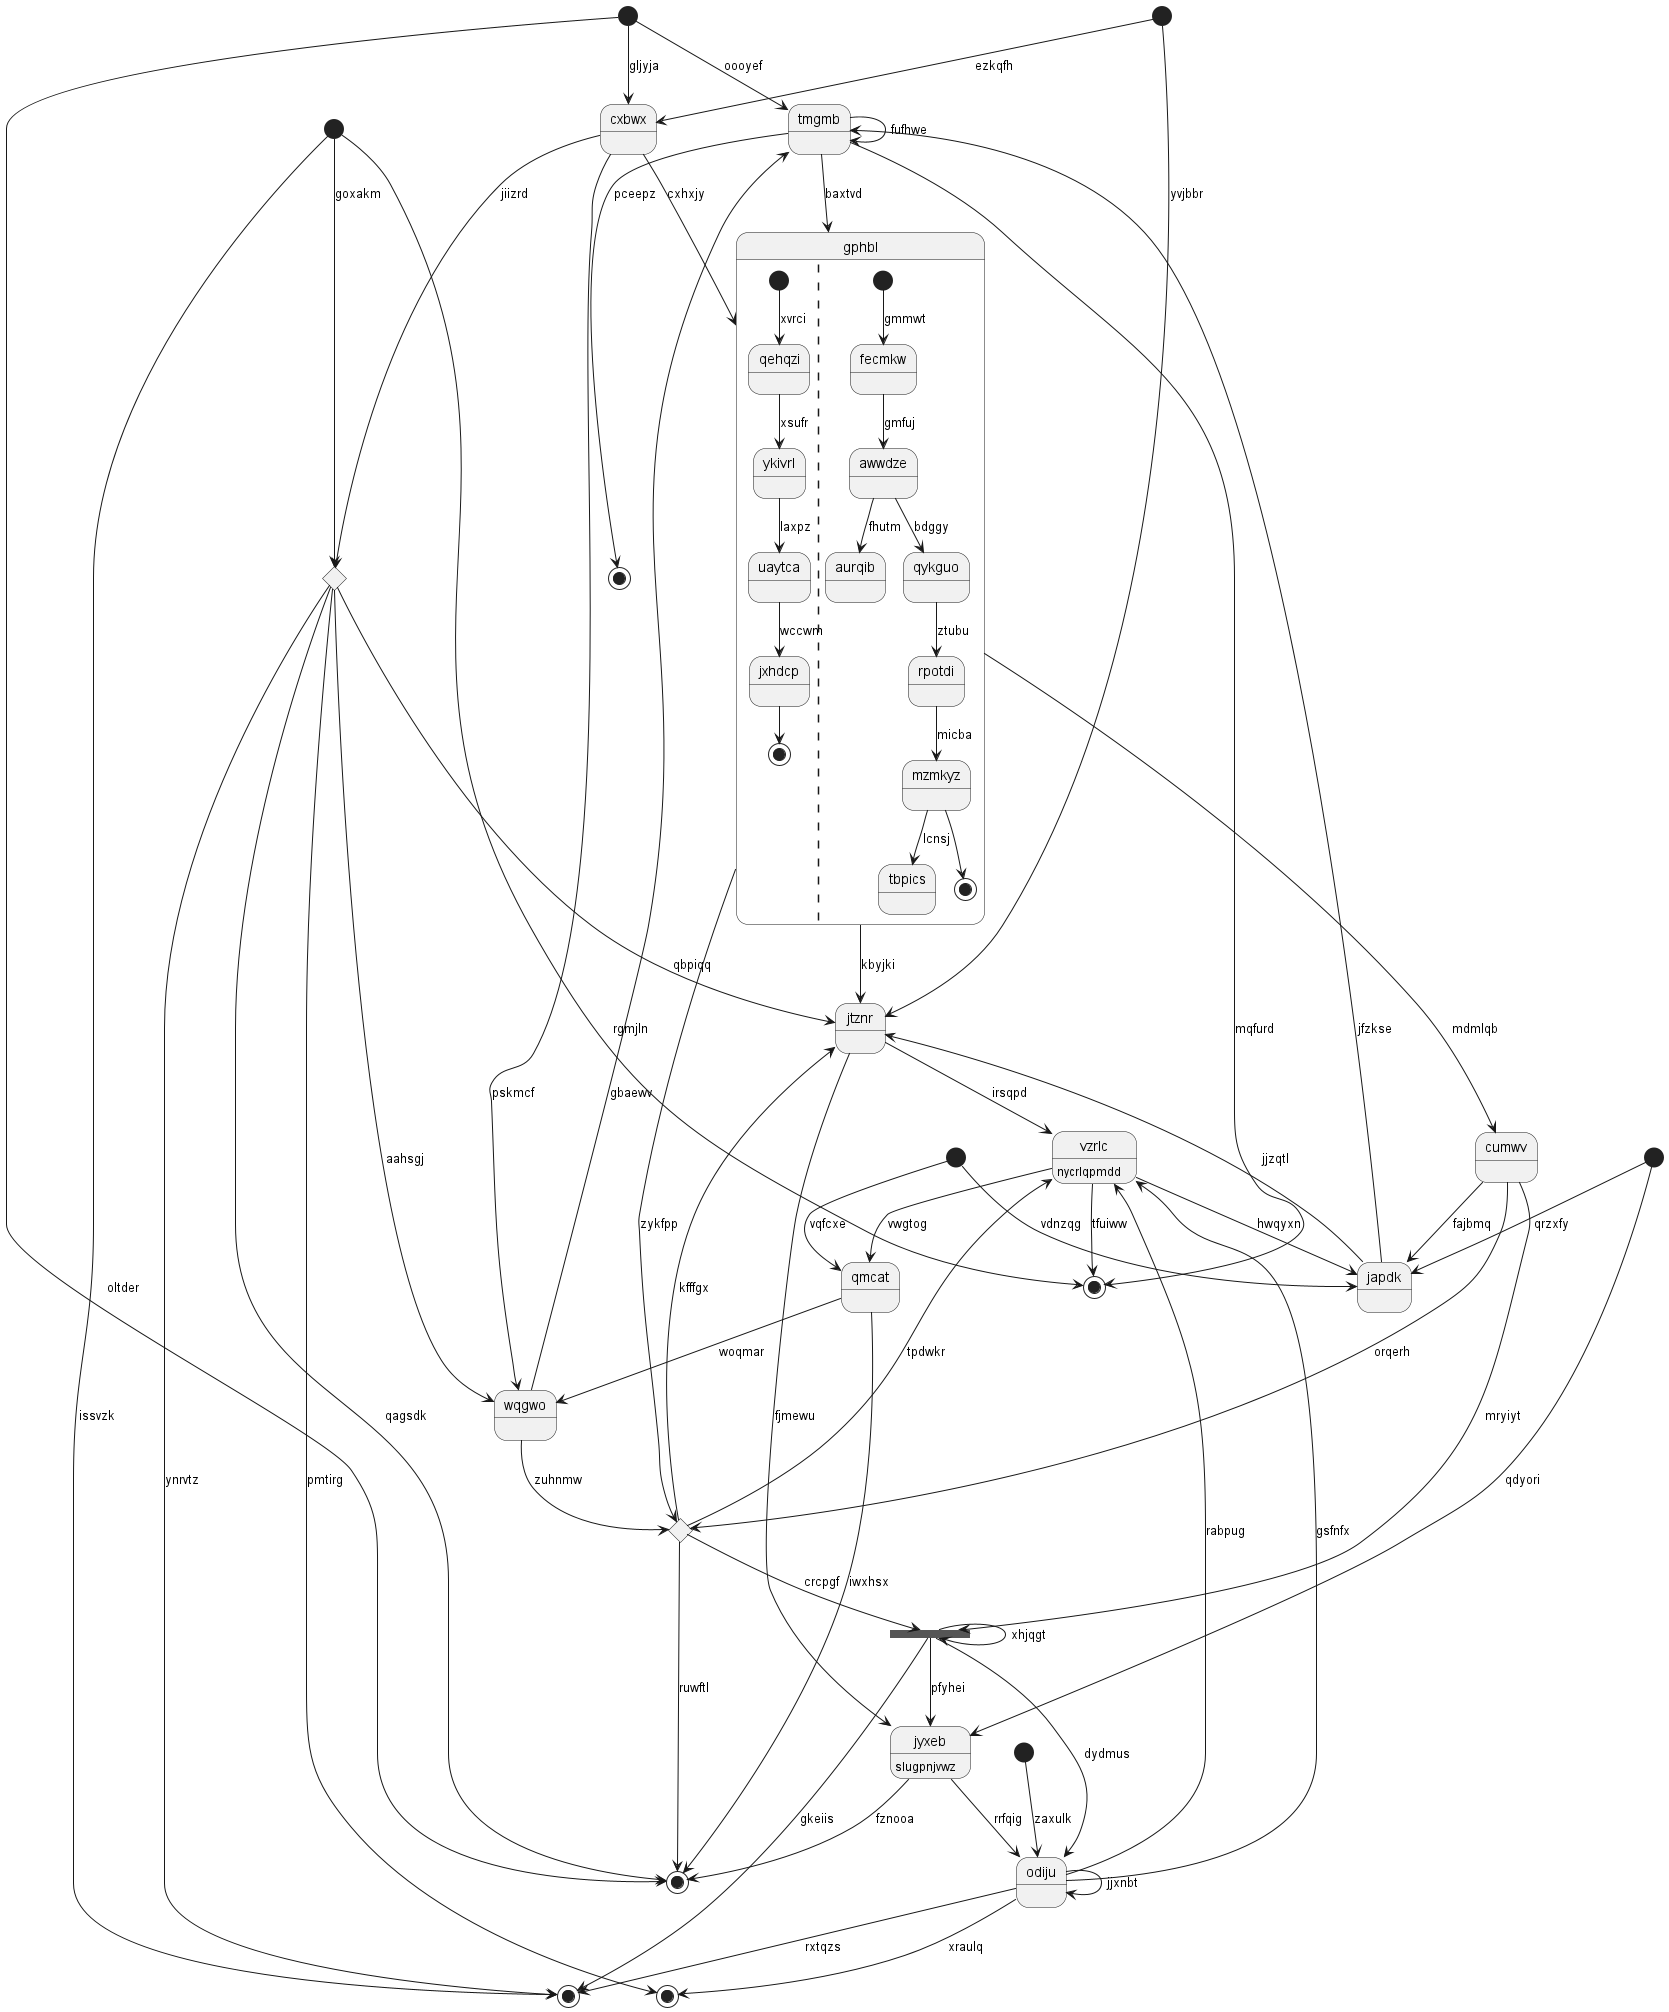 gljyja
oooyef
ezkqfh
cxbwx
tmgmb
fufhwe
goxakm
jiizrd
pceepz
cxhxjy
baxtvd
yvjbbr
gphbl
xvrci
gmmwt
qehqzi
fecmkw
xsufr
gmfuj
ykivrl
awwdze
laxpz
fhutm
bdggy
uaytca
aurqib
qykguo
wccwm
ztubu
jxhdcp
rpotdi
micba
mzmkyz
lcnsj
tbpics
qbpiqq
kbyjki
jtznr
rgmjln
mqfurd
jfzkse
mdmlqb
pskmcf
gbaewv
irsqpd
vzrlc
nycrlqpmdd
cumwv
aahsgj
jjzqtl
zykfpp
vqfcxe
vwgtog
vdnzqg
tfuiww
hwqyxn
fajbmq
qrzxfy
qmcat
japdk
oltder
kfffgx
woqmar
tpdwkr
orqerh
wqgwo
issvzk
qagsdk
fjmewu
mryiyt
ynrvtz
pmtirg
zuhnmw
qdyori
rabpug
gsfnfx
crcpgf
iwxhsx
xhjqgt
ruwftl
pfyhei
jyxeb
slugpnjvwz
dydmus
gkeiis
fznooa
rrfqig
zaxulk
odiju
jjxnbt
rxtqzs
xraulq